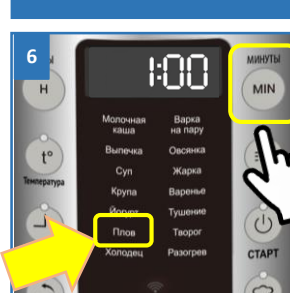 6
Ы
МИНУТЫ
H
1:00
MIN
Молочная каша
Варка на пару
Выпечка
Овсянка
t°
Температура
Суп
Жарка
Крупа
Варенье
Йогурт
Тушение
Плов
Творог
СТАРТ
Холодец
Разогрев